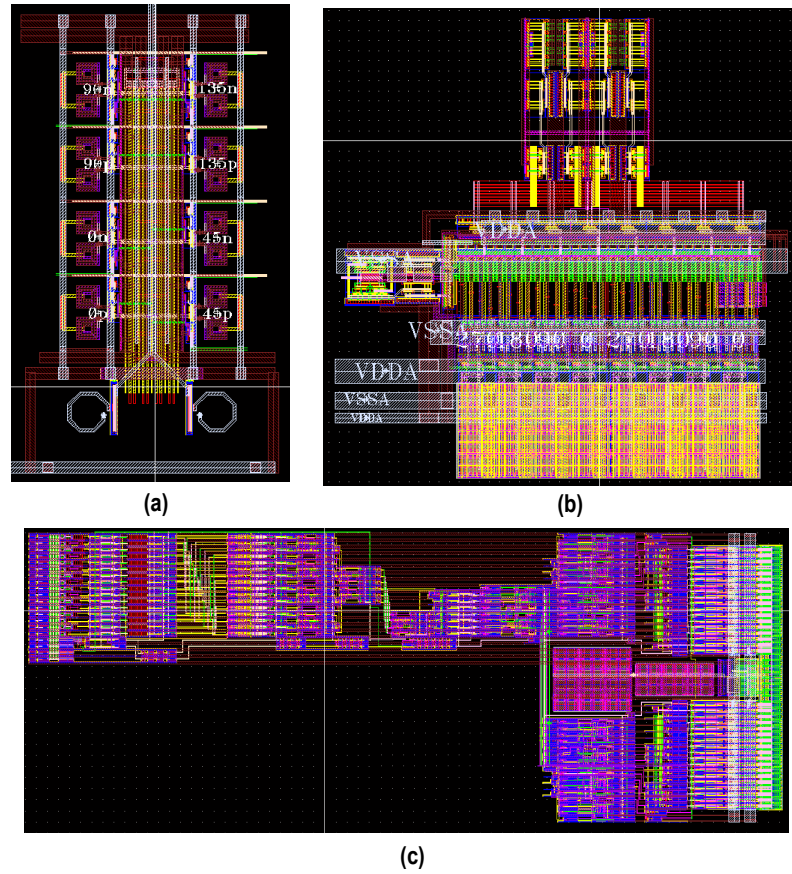 90n 135n
90p 135p
0n 45n
0p 45p
(a)
VDDA
VSSA
VDDA
VSSA
VDDA
(b)
(c)